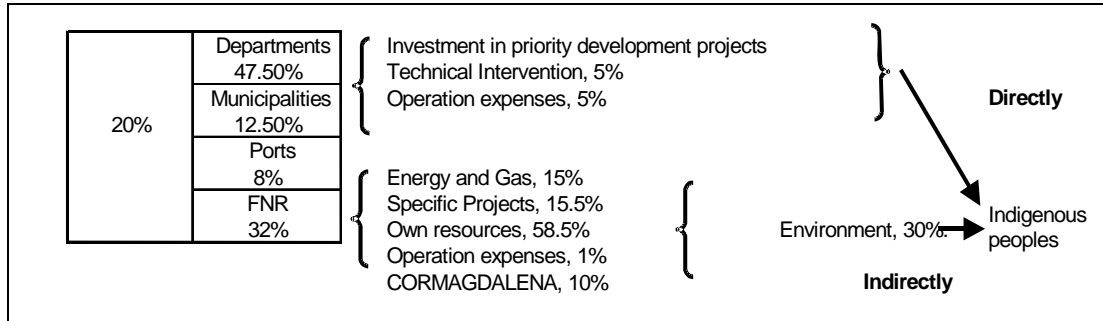 20%
Departments
47.50%
Municipalities
12.50%
Ports
8%
FNR
32%
Investment in priority development projects
Technical Intervention, 5%
Operation expenses, 5%
Energy and Gas, 15%
Specific Projects, 15.5%
Own resources, 58.5%
Operation expenses, 1%
CORMAGDALENA, 10%
Directly
Environment, 30%.
Indigenous
peoples
Indirectly